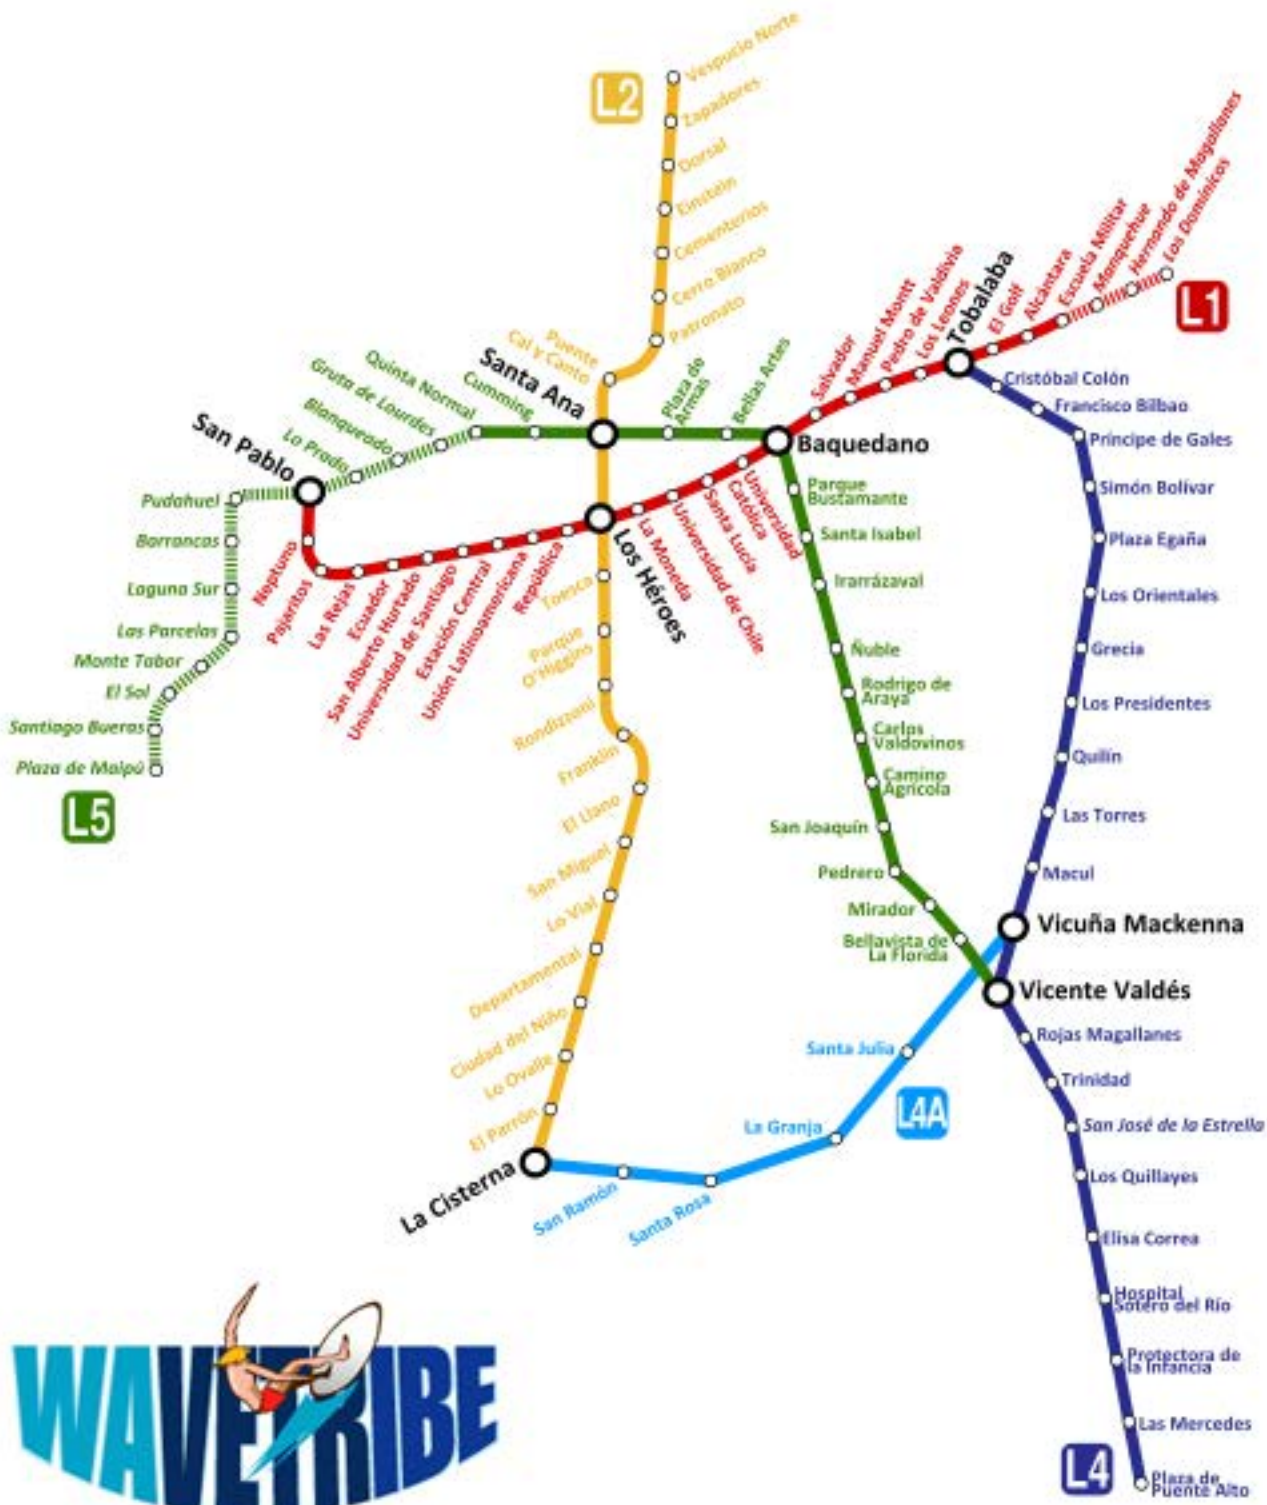 L2
Vespucio Norte
Zapadores
Dorsal
Einstein
Cementerios
Cerro Blanco
Patronato
Puente
Cal y Canto
Santa Ana
Los Héroes
Toesca
Parque
O'Higgins
Rondizzoni
Franklin
El Llano
San Miguel
Lo Vial
Departamental
Ciudad del Niño
Lo Ovalle
El Parrón
La Cisterna
L1
Los Domínicos
Hernando de Magallanes
Manquehue
Escuela Militar
Alcántara
El Golf
Tobalaba
Los Leones
Pedro de Valdivia
Manuel Montt
Salvador
Baquedano
Universidad
Católica
Santa Lucía
Universidad de Chile
La Moneda
República
Unión Latinoamericana
Estación Central
Universidad de Santiago
San Alberto Hurtado
Ecuador
Las Rejas
Pajaritos
Neptuno
San Pablo
L5
Plaza de Maipú
Santiago Bueras
El Sol
Monte Tabor
Las Parcelas
Laguna Sur
Barrancas
Pudahuel
Lo Prado
Blanqueado
Gruta de Lourdes
Quinta Normal
Cumming
Plaza de
Armas
Bellas Artes
Parque
Bustamante
Santa Isabel
Irarrázaval
Ñuble
Rodrigo de
Araya
Carlos
Valdovinos
Camino
Agrícola
San Joaquín
Pedrero
Mirador
Bellavista de
La Florida
Cristóbal Colón
Francisco Bilbao
Príncipe de Gales
Simón Bolívar
Plaza Egaña
Los Orientales
Grecia
Los Presidentes
Quilín
Las Torres
Macul
Vicuña Mackenna
Vicente Valdés
Rojas Magallanes
Trinidad
San José de la Estrella
Los Quillayes
Elisa Correa
Hospital
Sótero del Río
Protectora de
la Infancia
Las Mercedes
Plaza de
Puente Alto
L4
Santa Julia
L4A
La Granja
Santa Rosa
San Ramón
WAVETRIBE